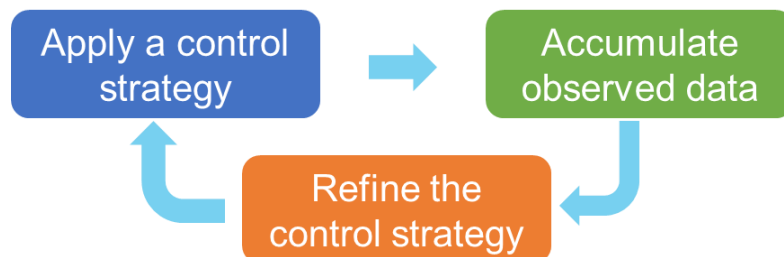 Apply a control
strategy
Accumulate
observed data
Refine the
control strategy